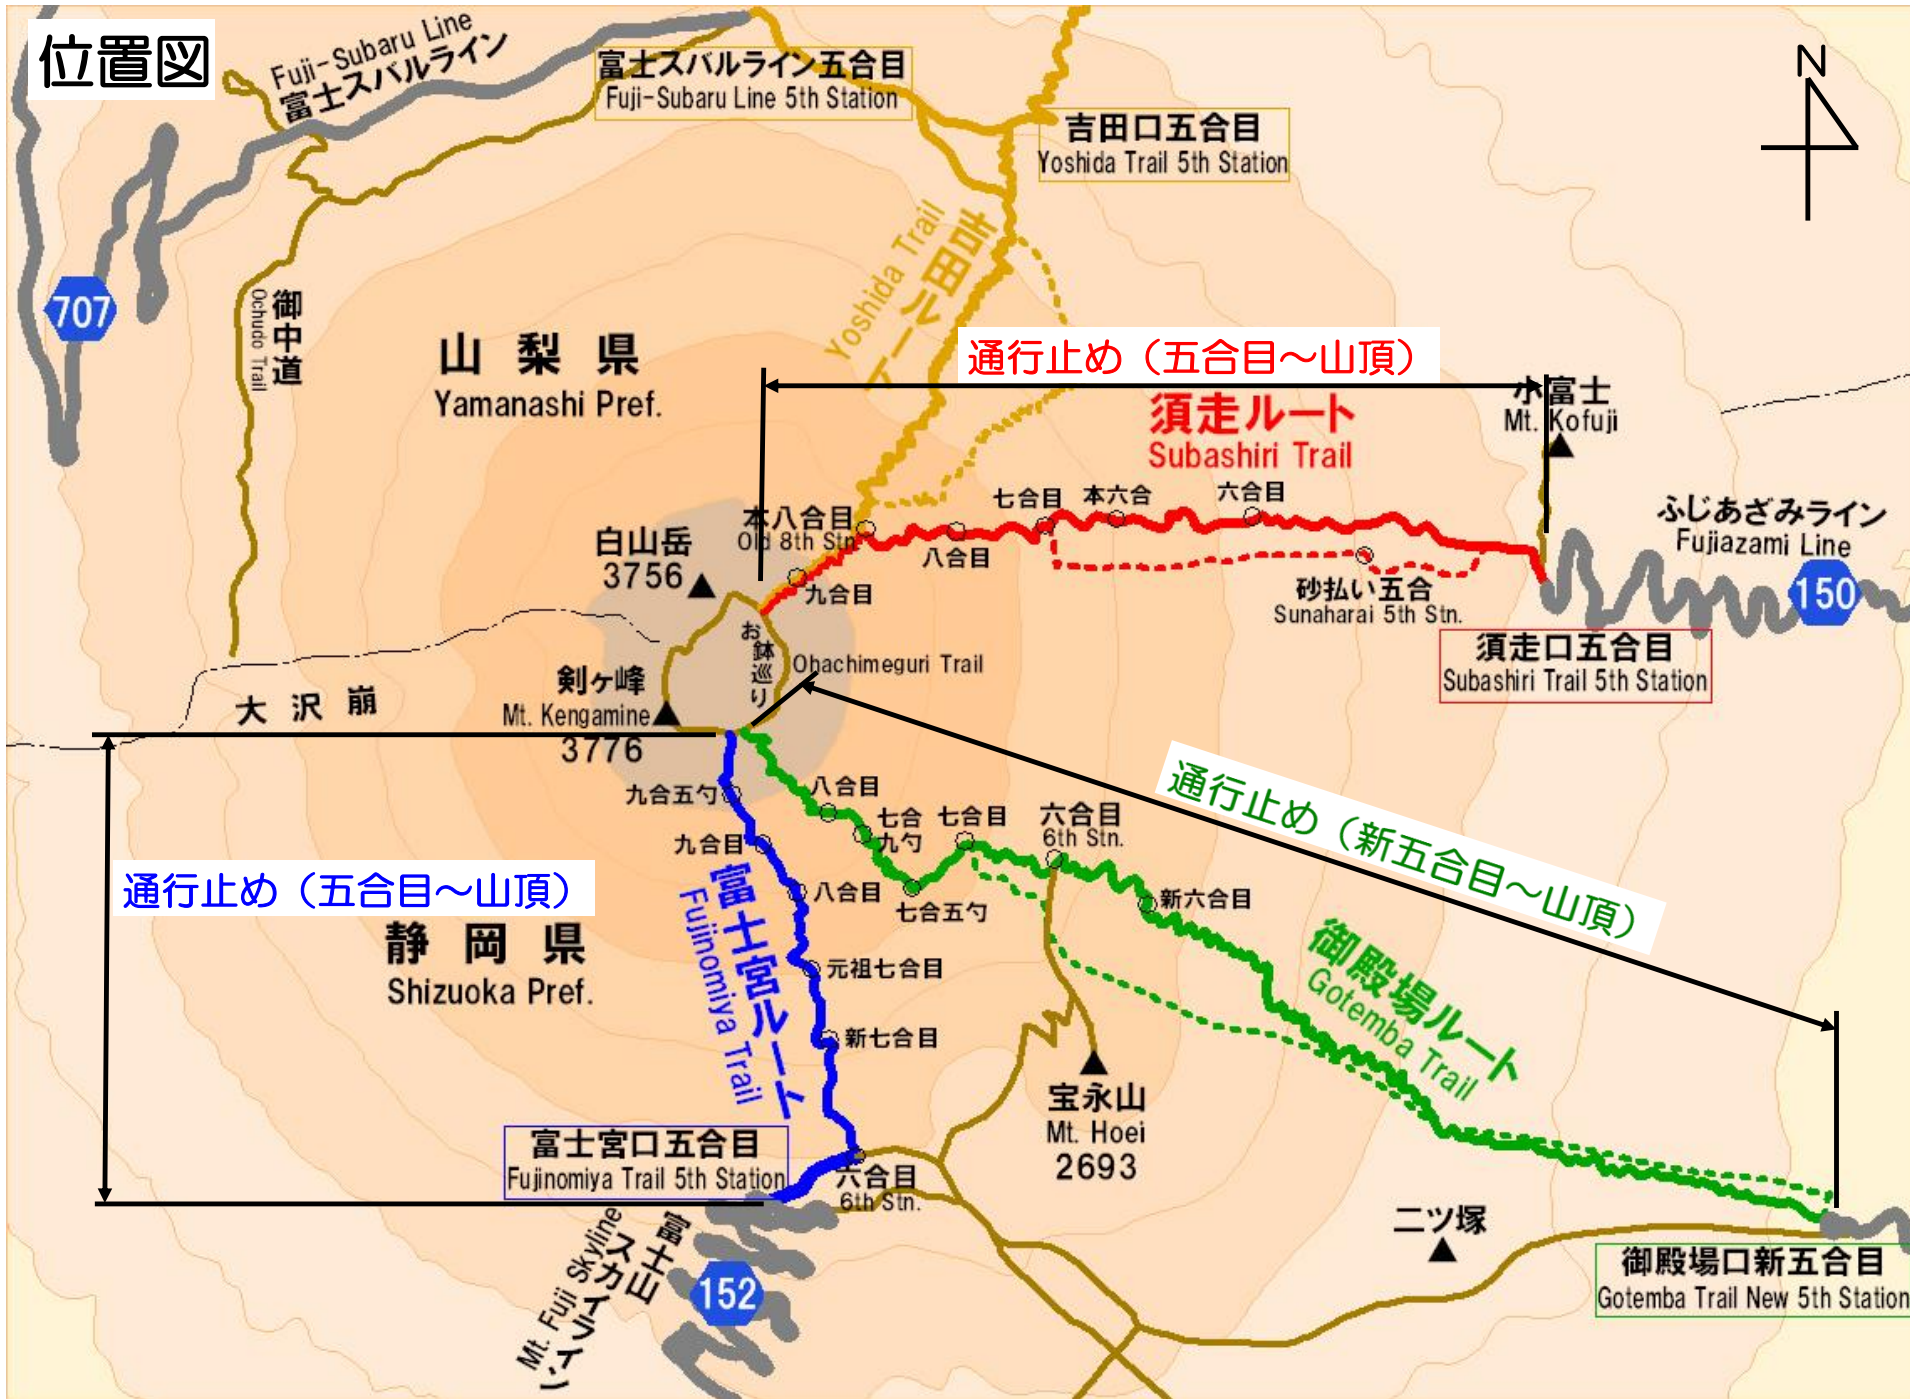 位置図
Fuji-Subaru Line
富士スバルライン
富士スバルライン五合目
Fuji-Subaru Line 5th Station
吉田口五合目
Yoshida Trail 5th Station
N
707
御中道
Ochudo Trail
山梨県
Yamanashi Pref.
吉田ルート
Yoshida Trail
通行止め（五合目～山頂）
須走ルート
Subashiri Trail
小富士
Mt. Kofuji
七合目
本六合
六合目
本八合目
Old 8th Stn.
八合目
九合目
砂払い五合
Sunaharai 5th Stn.
ふじあざみライン
Fujiazami Line
150
須走口五合目
Subashiri Trail 5th Station
白山岳
3756
お鉢巡り
Ohachimeguri Trail
剣ヶ峰
Mt. Kengamine
3776
大沢崩
通行止め（新五合目～山頂）
九合五勺
八合目
七合九勺
七合目
六合目
6th Stn.
九合目
八合目
七合五勺
新六合目
通行止め（五合目～山頂）
静岡県
Shizuoka Pref.
富士宮ルート
Fujinomiya Trail
元祖七合目
新七合目
御殿場ルート
Gotemba Trail
宝永山
Mt. Hoei
2693
富士宮口五合目
Fujinomiya Trail 5th Station
六合目
6th Stn.
富士山スカイライン
Mt. Fuji Skyline
152
二ツ塚
御殿場口新五合目
Gotemba Trail New 5th Station